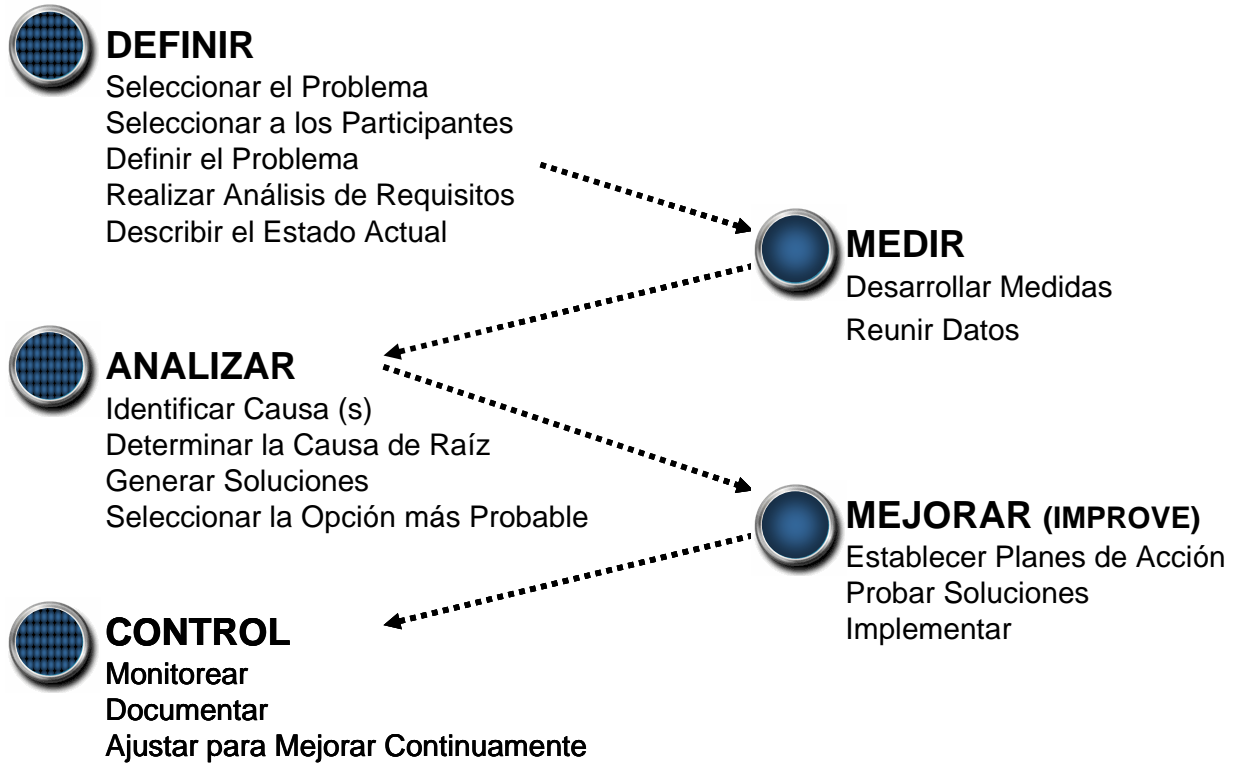 DEFINIR
Seleccionar el Problema
Seleccionar a los Participantes
Definir el Problema
Realizar Análisis de Requisitos
Describir el Estado Actual
MEDIR
Desarrollar Medidas
Reunir Datos
ANALIZAR
Identificar Causa (s)
Determinar la Causa de Raíz
Generar Soluciones
Seleccionar la Opción más Probable
MEJORAR (IMPROVE)
Establecer Planes de Acción
Probar Soluciones
Implementar
CONTROL
Monitorear
Documentar
Ajustar para Mejorar Continuamente